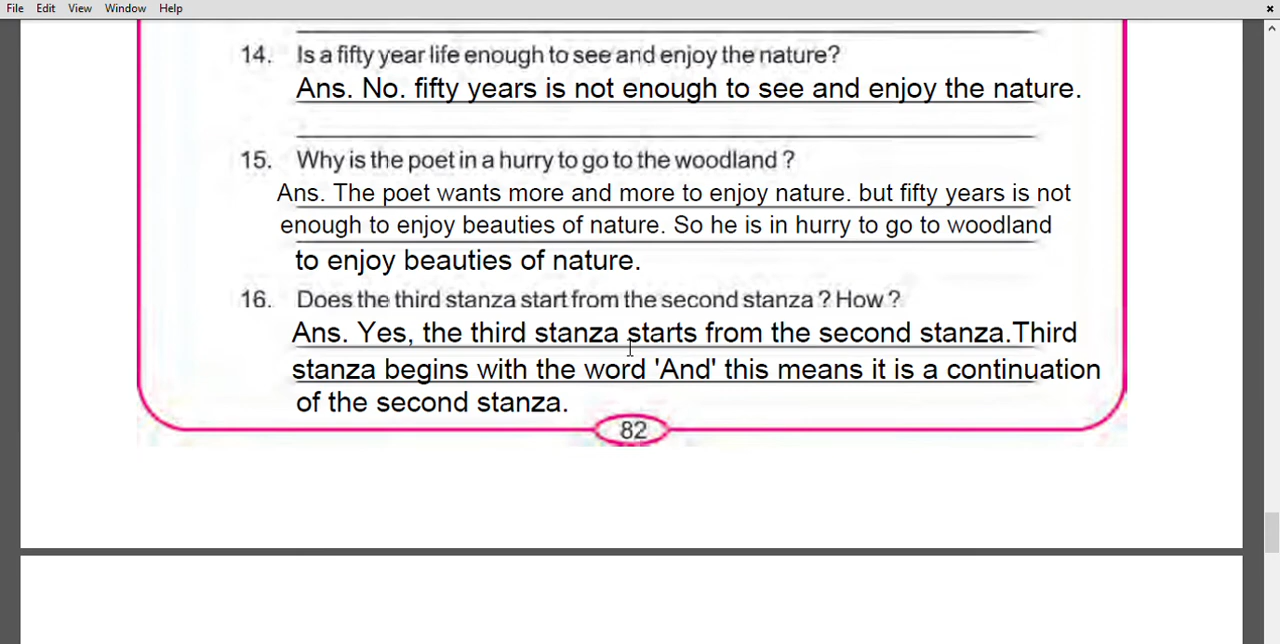 File Edit View Window Help
14. Is a fifty year life enough to see and enjoy the nature?
Ans. No. fifty years is not enough to see and enjoy the nature.
15. Why is the poet in a hurry to go to the woodland ?
Ans. The poet wants more and more to enjoy nature. but fifty years is not
enough to enjoy beauties of nature. So he is in hurry to go to woodland
to enjoy beauties of nature.
16. Does the third stanza start from the second stanza ? How ?
Ans. Yes, the third stanza starts from the second stanza.Third
stanza begins with the word 'And' this means it is a continuation
of the second stanza.
82